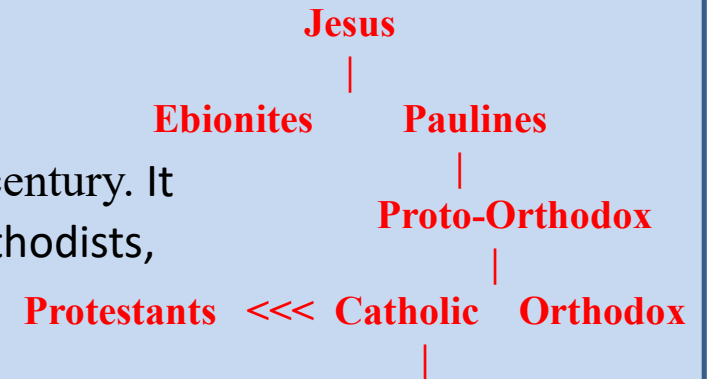 Jesus
|
Ebionites Paulines
|
century. It
Proto-Orthodox
thodists,
|
Protestants <<< Catholic Orthodox
|